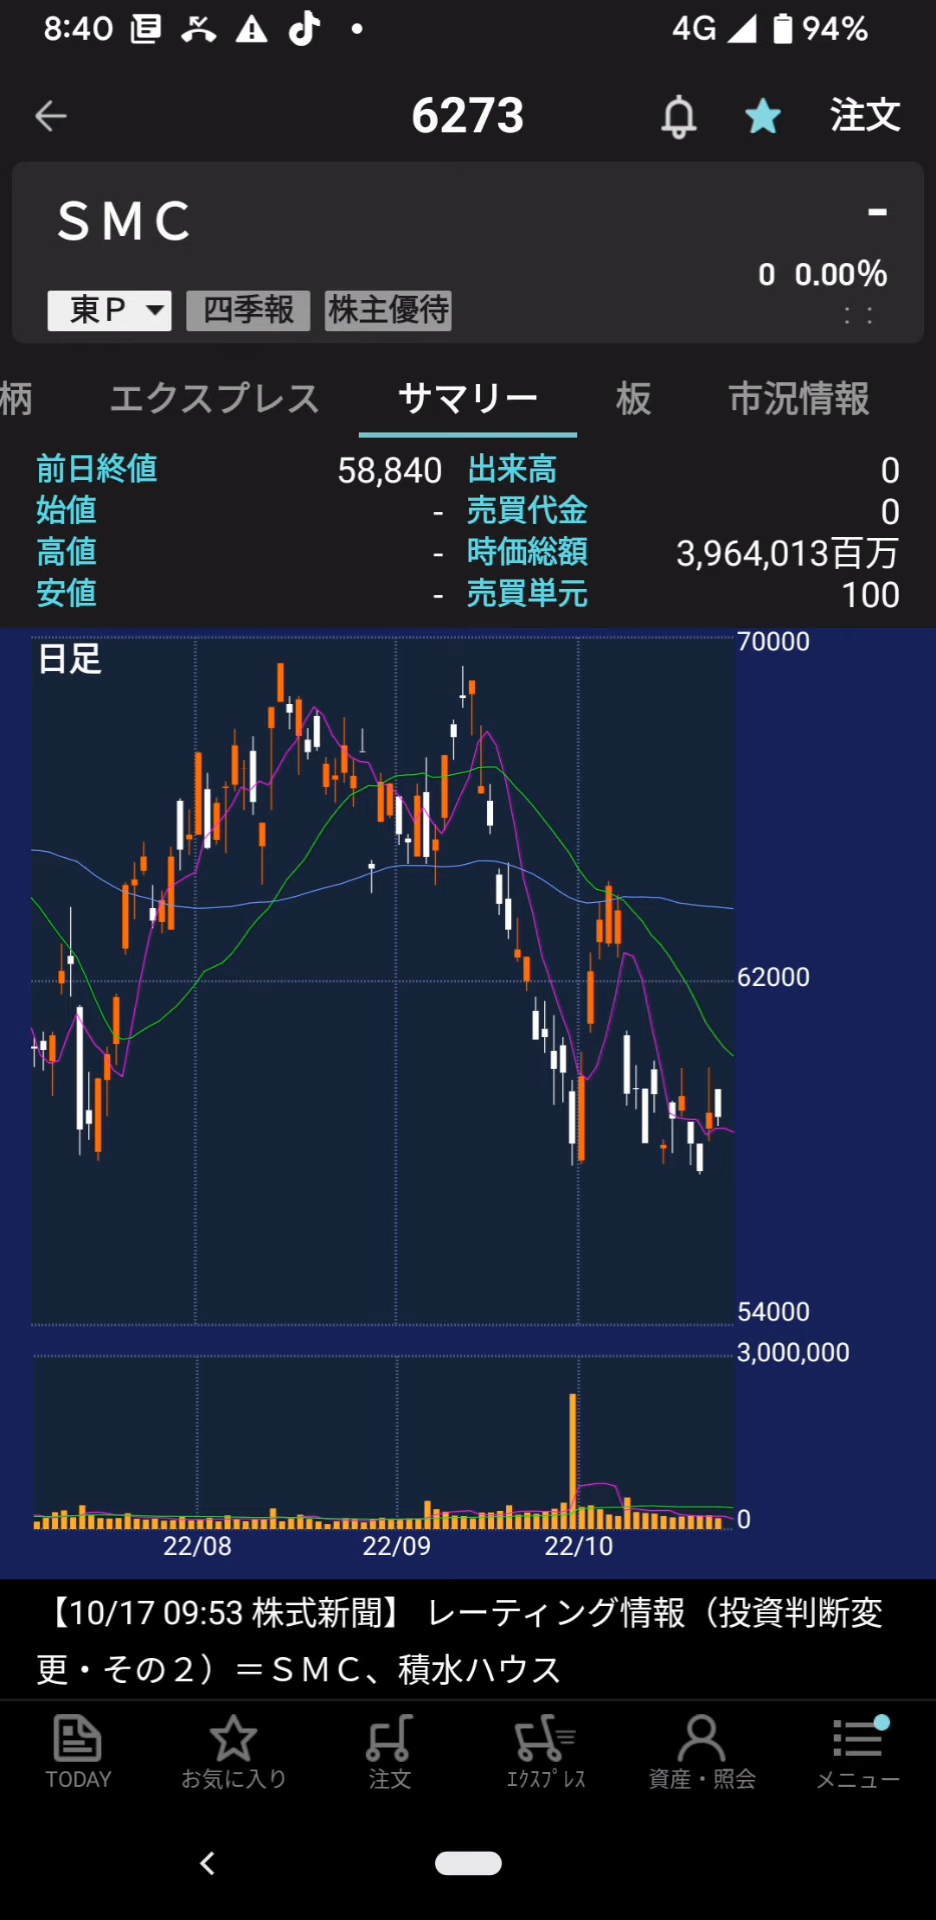 8:40 4G 94%
6273 注文
ＳＭＣ -
0 0.00%
東Ｐ 四季報 株主優待 : :
柄 エクスプレス サマリー 板 市況情報
前日終値 58,840 出来高 0
始値 - 売買代金 0
高値 - 時価総額 3,964,013百万
安値 - 売買単元 100
日足 70000
62000
54000
3,000,000
0
22/08 22/09 22/10
【10/17 09:53 株式新聞】 レーティング情報（投資判断変
更・その２）＝ＳＭＣ、積水ハウス
TODAY お気に入り 注文 ｴｸｽﾌﾟﾚｽ 資産・照会 メニュー